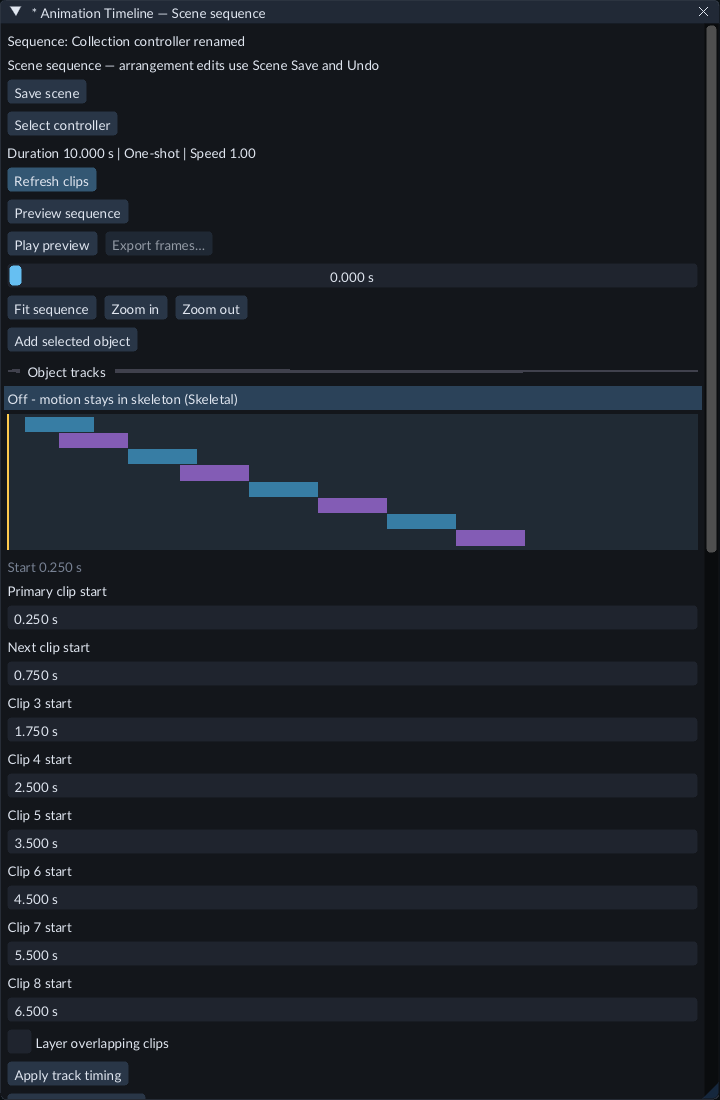 * Animation Timeline — Scene sequence
Sequence: Collection controller renamed
Scene sequence — arrangement edits use Scene Save and Undo
Save scene
Select controller
Duration 10.000 s | One-shot | Speed 1.00
Refresh clips
Preview sequence
Play preview Export frames...
0.000 s
Fit sequence Zoom in Zoom out
Add selected object
Object tracks
Off - motion stays in skeleton (Skeletal)
Start 0.250 s
Primary clip start
0.250 s
Next clip start
0.750 s
Clip 3 start
1.750 s
Clip 4 start
2.500 s
Clip 5 start
3.500 s
Clip 6 start
4.500 s
Clip 7 start
5.500 s
Clip 8 start
6.500 s
Layer overlapping clips
Apply track timing